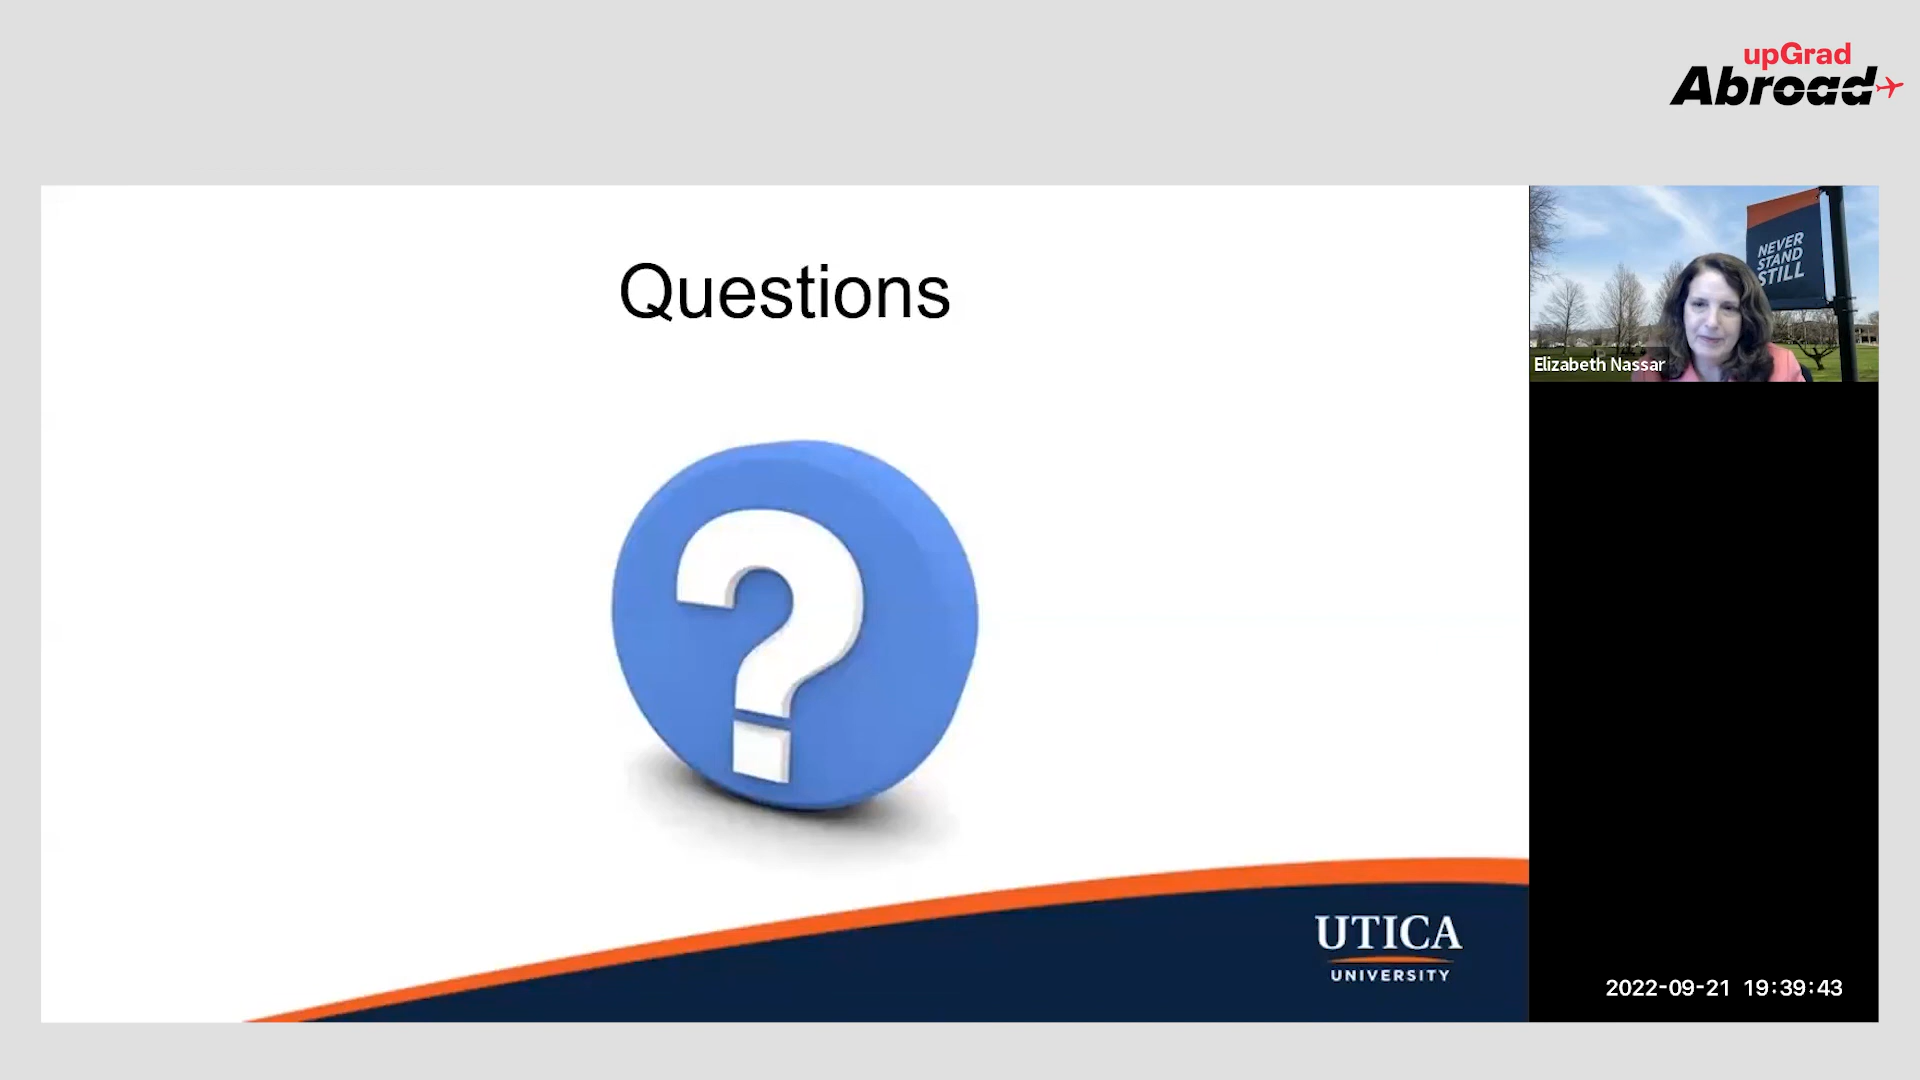 upGrad
Abroad
Questions
?
NEVER
STAND
STILL
Elizabeth Nassar
UTICA
UNIVERSITY
2022-09-21 19:39:43